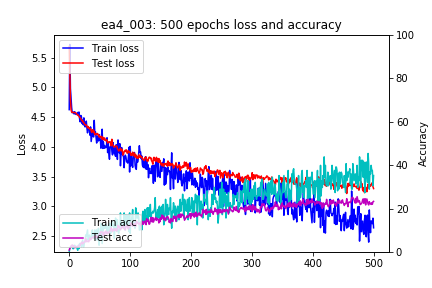 ea4_003: 500 epochs loss and accuracy
Train loss
Test loss
Train acc
Test acc
Loss
5.5
5.0
4.5
4.0
3.5
3.0
2.5
0
100
200
300
400
500
100
80
60
40
20
0
Accuracy